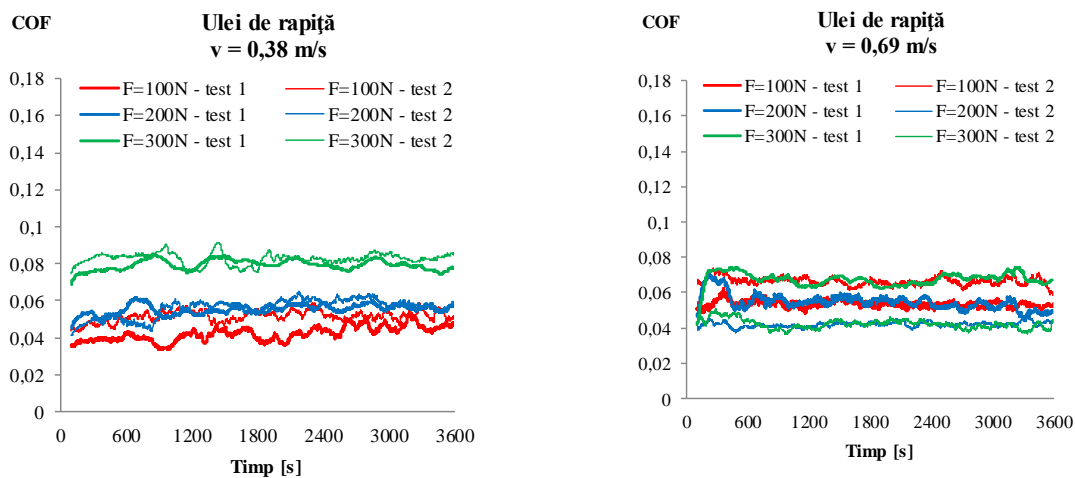 COF
Ulei de rapiță
v = 0,38 m/s
0,18
0,16
0,14
0,12
0,1
0,08
0,06
0,04
0,02
0
F=100N - test 1
F=100N - test 2
F=200N - test 1
F=200N - test 2
F=300N - test 1
F=300N - test 2
0 600 1200 1800 2400 3000 3600
Timp [s]
COF
Ulei de rapiță
v = 0,69 m/s
0,18
0,16
0,14
0,12
0,1
0,08
0,06
0,04
0,02
0
F=100N - test 1
F=100N - test 2
F=200N - test 1
F=200N - test 2
F=300N - test 1
F=300N - test 2
0 600 1200 1800 2400 3000 3600
Timp [s]